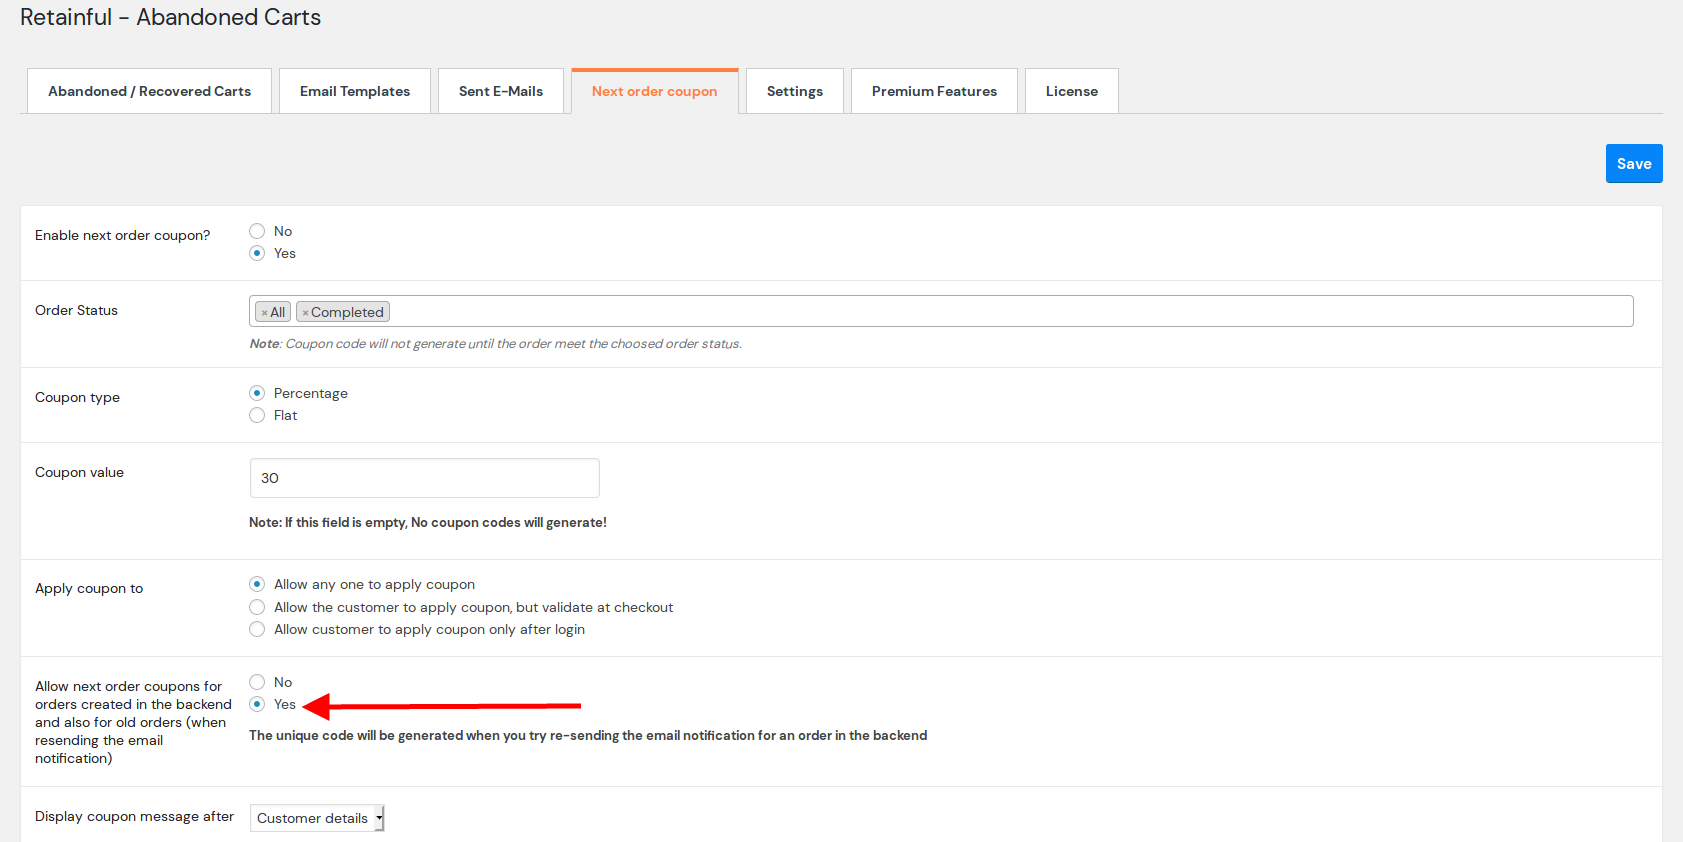 Retainful - Abandoned Carts
Abandoned / Recovered Carts
Email Templates
Sent E-Mails
Next order coupon
Settings
Premium Features
License
Save
Enable next order coupon?
No
Yes
Order Status
×All ×Completed
Note: Coupon code will not generate until the order meet the choosed order status.
Coupon type
Percentage
Flat
Coupon value
30
Note: If this field is empty, No coupon codes will generate!
Apply coupon to
Allow any one to apply coupon
Allow the customer to apply coupon, but validate at checkout
Allow customer to apply coupon only after login
Allow next order coupons for
orders created in the backend
and also for old orders (when
resending the email
notification)
No
Yes
The unique code will be generated when you try re-sending the email notification for an order in the backend
Display coupon message after
Customer details